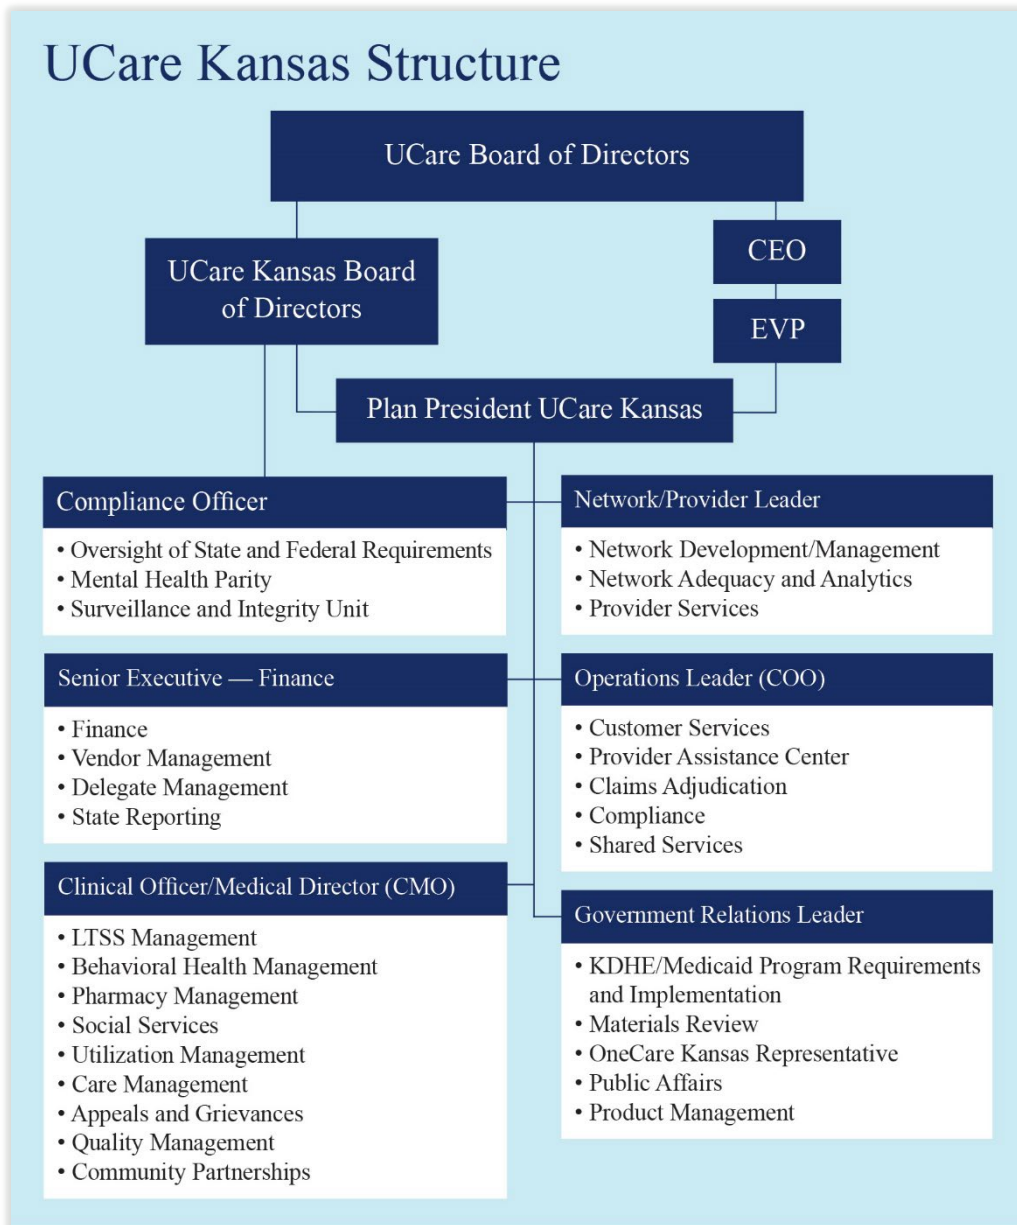 UCare Kansas Structure
UCare Board of Directors
CEO
UCare Kansas Board
of Directors
EVP
Plan President UCare Kansas
Compliance Officer
• Oversight of State and Federal Requirements
• Mental Health Parity
• Surveillance and Integrity Unit
Network/Provider Leader
• Network Development/Management
• Network Adequacy and Analytics
• Provider Services
Senior Executive — Finance
• Finance
• Vendor Management
• Delegate Management
• State Reporting
Operations Leader (COO)
• Customer Services
• Provider Assistance Center
• Claims Adjudication
• Compliance
• Shared Services
Clinical Officer/Medical Director (CMO)
• LTSS Management
• Behavioral Health Management
• Pharmacy Management
• Social Services
• Utilization Management
• Care Management
• Appeals and Grievances
• Quality Management
• Community Partnerships
Government Relations Leader
• KDHE/Medicaid Program Requirements
and Implementation
• Materials Review
• OneCare Kansas Representative
• Public Affairs
• Product Management